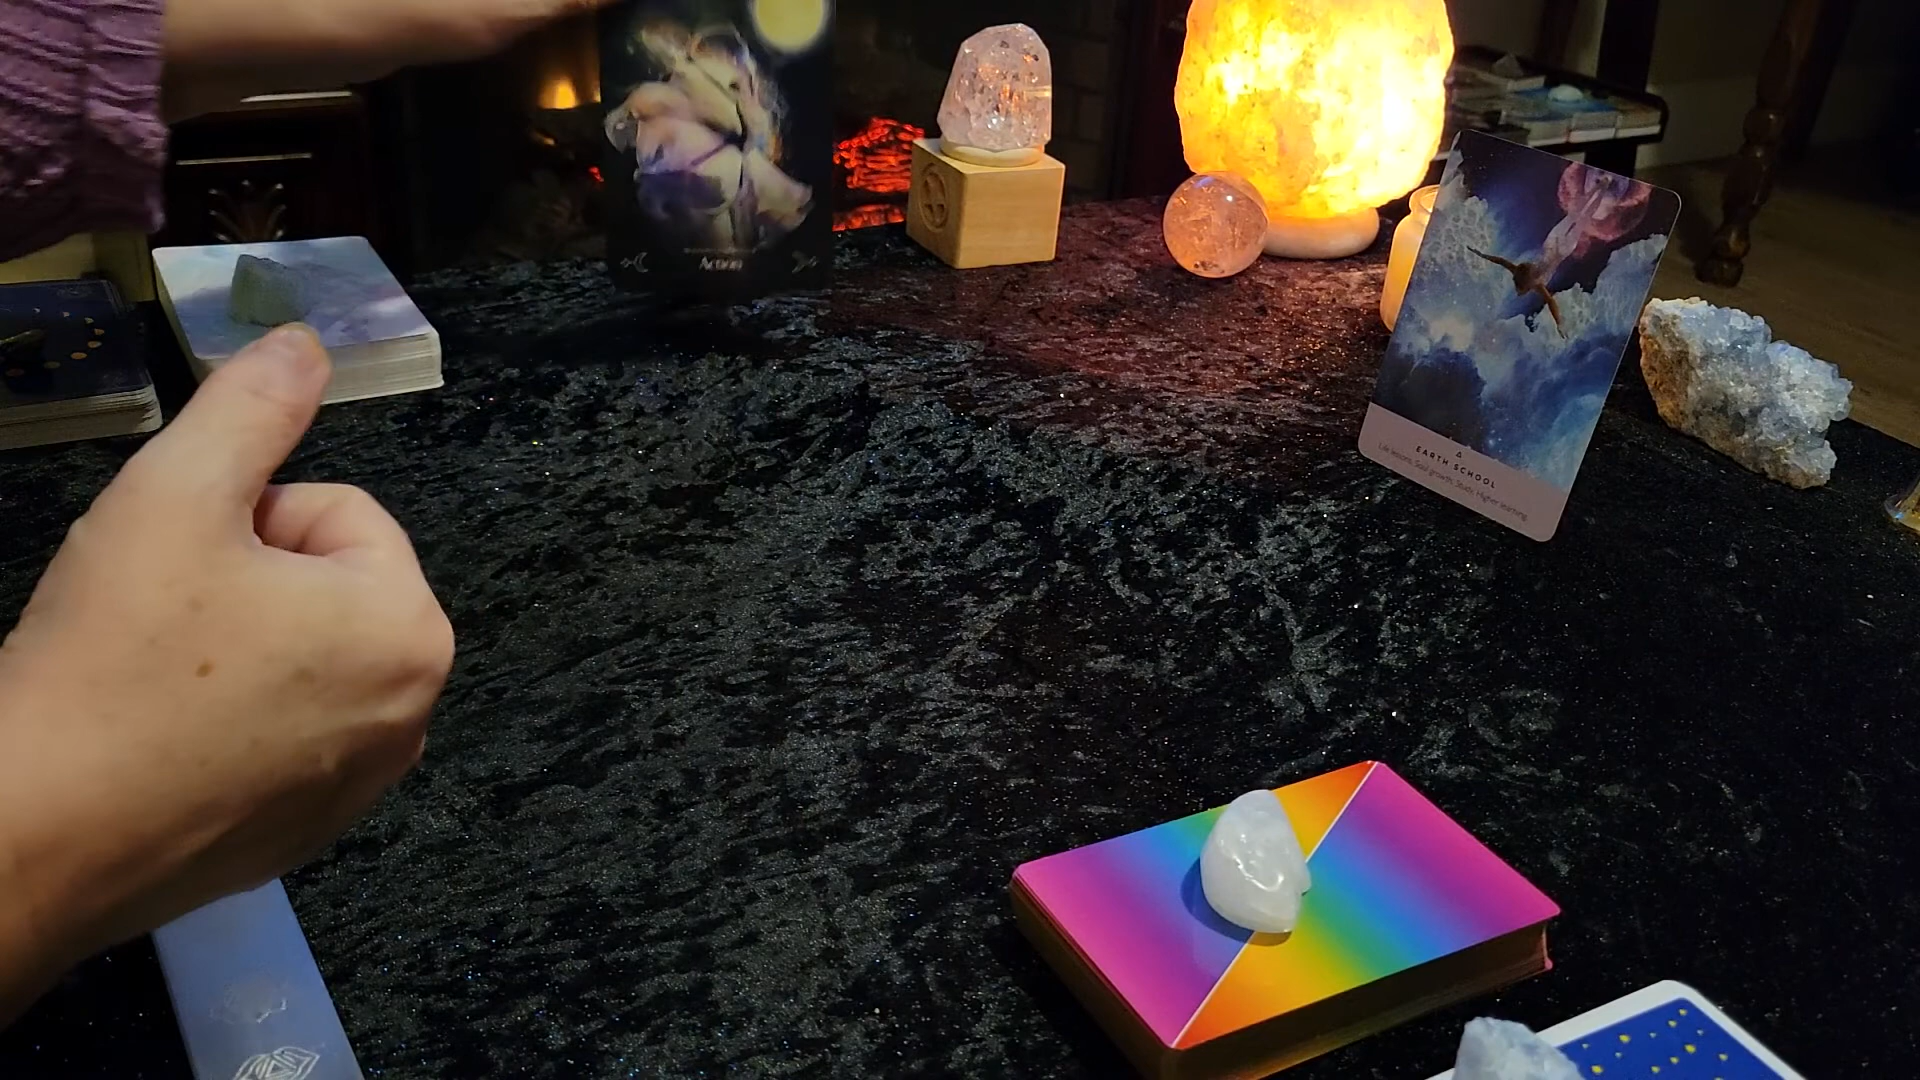 Action
EARTH SCHOOL
Life lessons. Soul growth. Study. Higher learning.